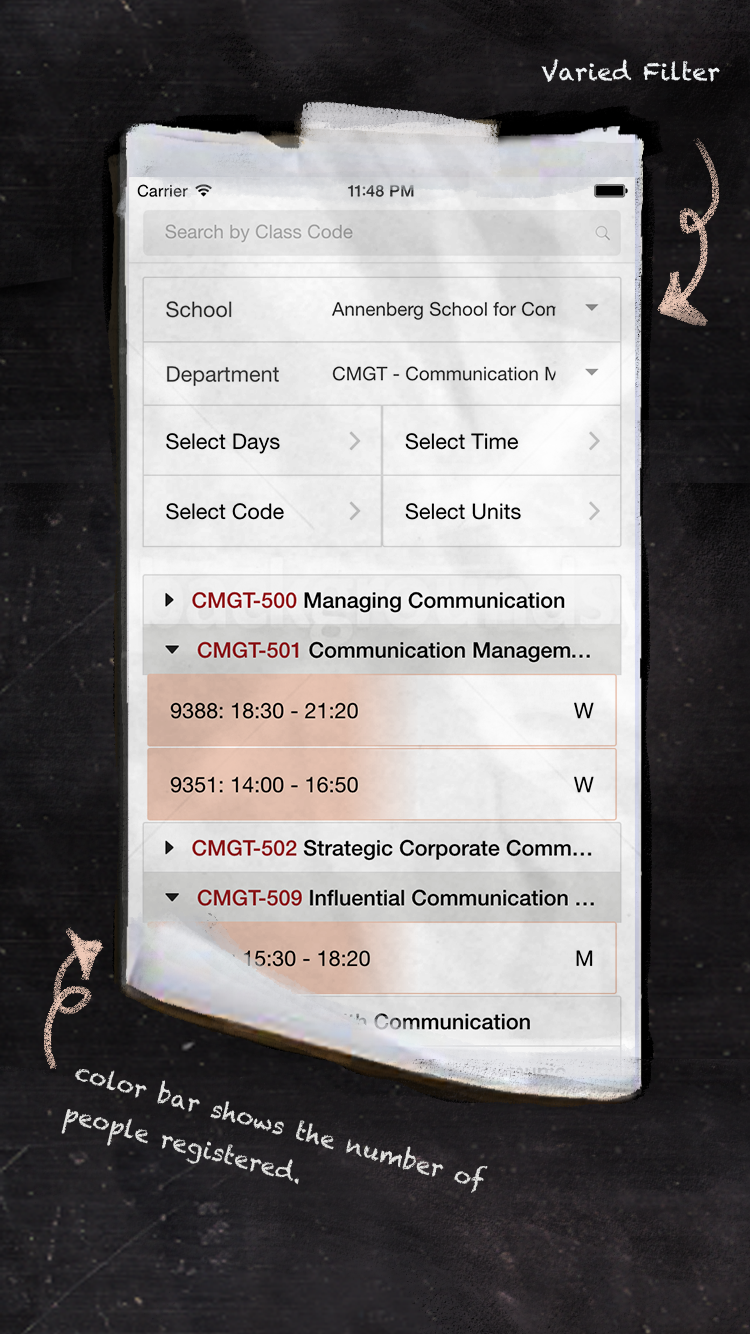 Varied Filter
Carrier 11:48 PM
Search by Class Code
School Annenberg School for Com
Department CMGT - Communication M
Select Days Select Time
Select Code Select Units
CMGT-500 Managing Communication
CMGT-501 Communication Managem...
9388: 18:30 - 21:20 W
9351: 14:00 - 16:50 W
CMGT-502 Strategic Corporate Comm...
CMGT-509 Influential Communication ...
15:30 - 18:20 M
Communication
color bar shows the number of
people registered.